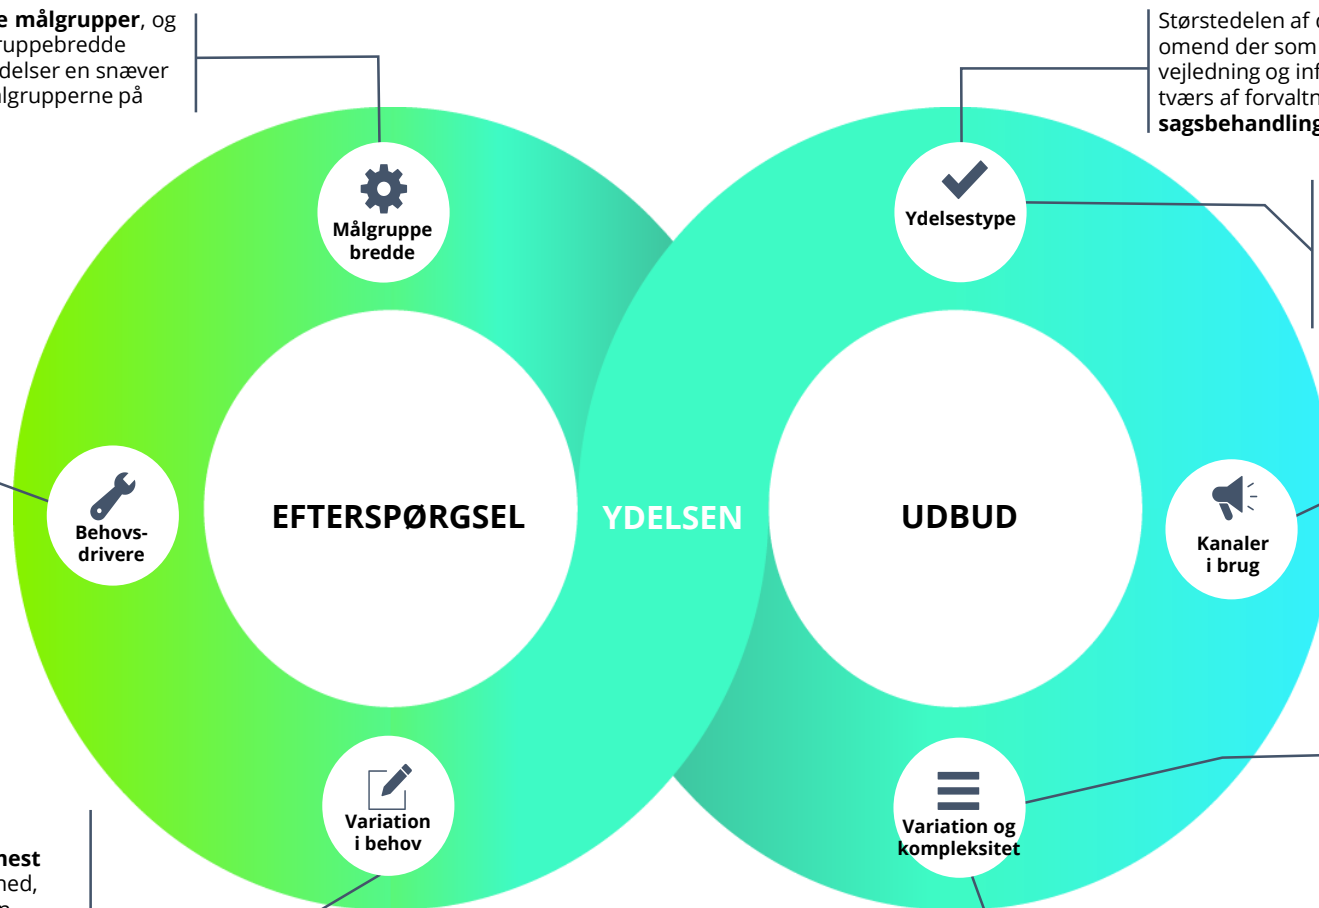 e målgrupper, og
ruppebredde
delser en snæver
ålgrupperne på
Størstedelen af
omend der som
vejledning og inf
tværs af forvaltn
sagsbehandling
Målgruppe
bredde
Ydelsestype
Behovs-
drivere
EFTERSPØRGSEL
YDELSEN
UDBUD
Kanaler
i brug
Variation
i behov
Variation og
kompleksitet
nest
ned,